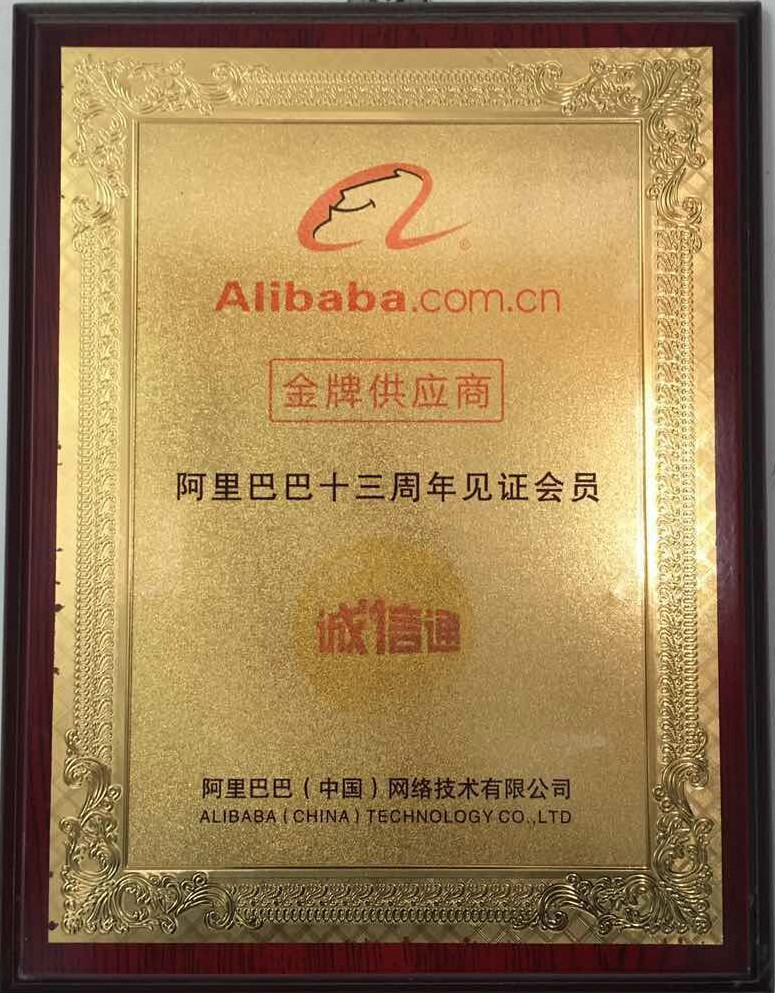 Alibaba.com.cn
金牌供应商
阿里巴巴十三周年见证会员
诚信通
阿里巴巴（中国）网络技术有限公司
ALIBABA (CHINA) TECHNOLOGY CO.,LTD